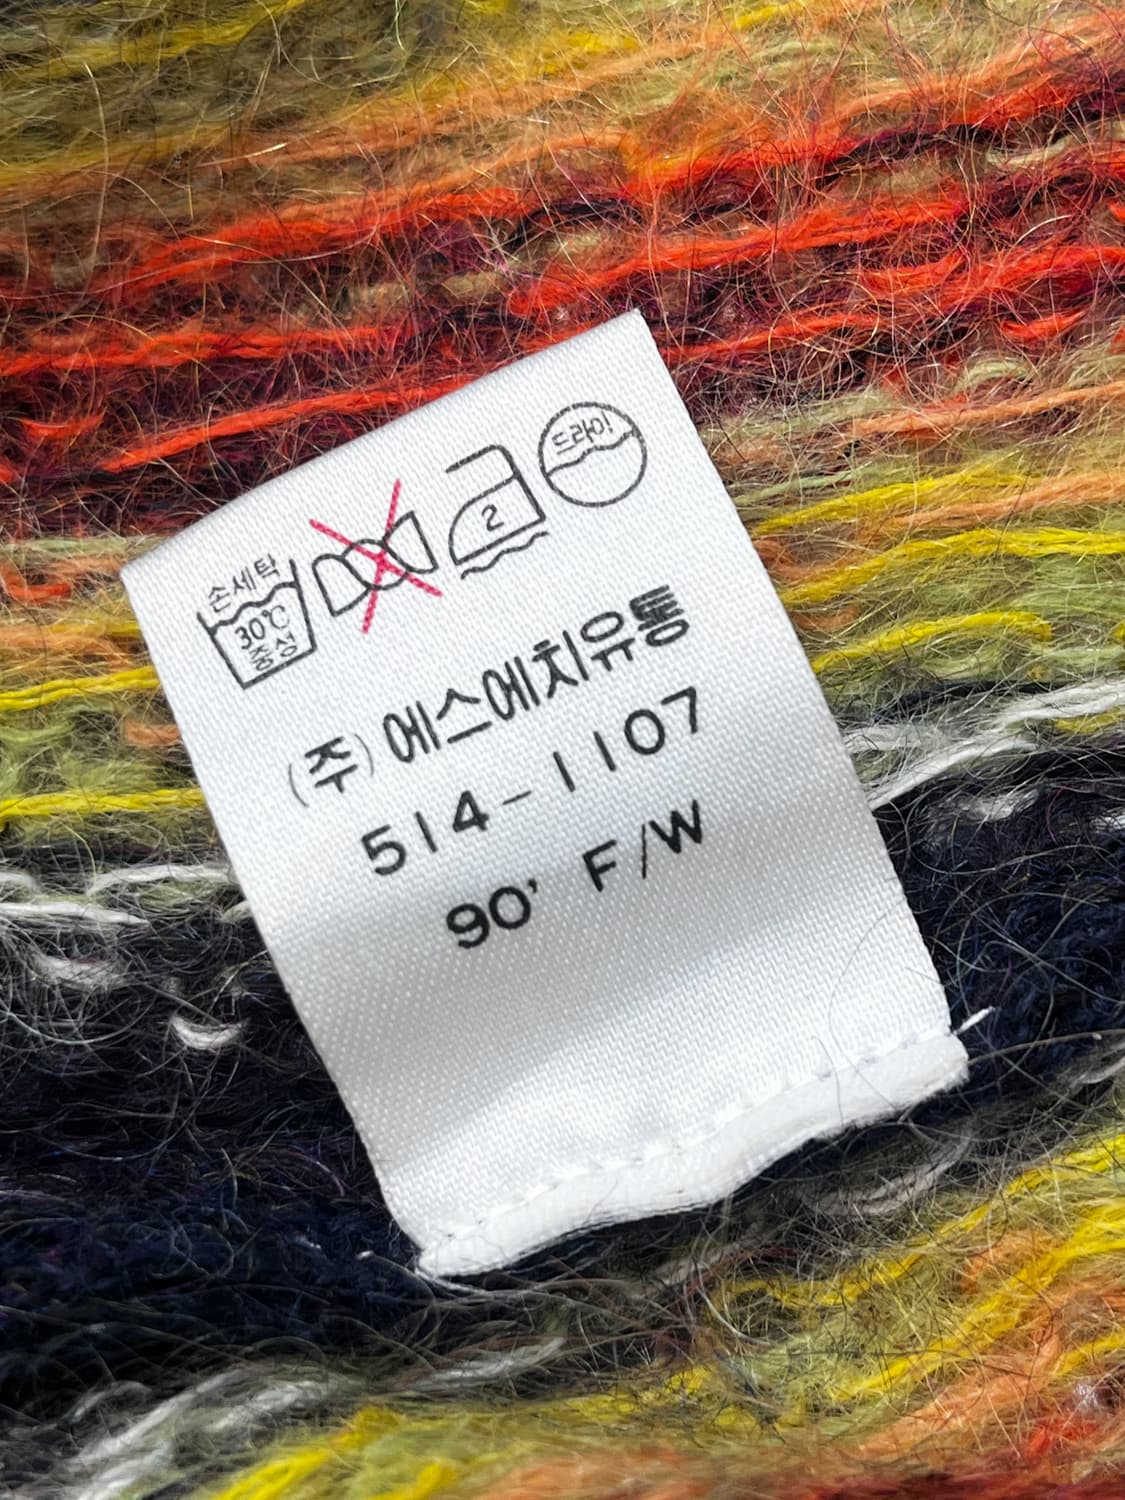 손세탁
30℃
중성
2
드라이
(주) 에스에치유통
514-1107
90' F/W